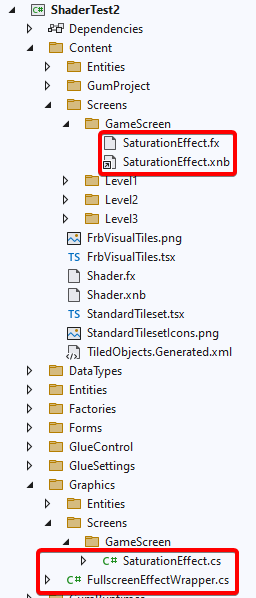 ShaderTest2
Dependencies
Content
Entities
GumProject
Screens
GameScreen
SaturationEffect.fx
SaturationEffect.xnb
Level1
Level2
Level3
FrbVisualTiles.png
TS FrbVisualTiles.tsx
Shader.fx
Shader.xnb
TS StandardTileset.tsx
StandardTilesetIcons.png
TiledObjects.Generated.xml
DataTypes
Entities
Factories
Forms
GlueControl
GlueSettings
Graphics
Entities
Screens
GameScreen
C# SaturationEffect.cs
C# FullscreenEffectWrapper.cs